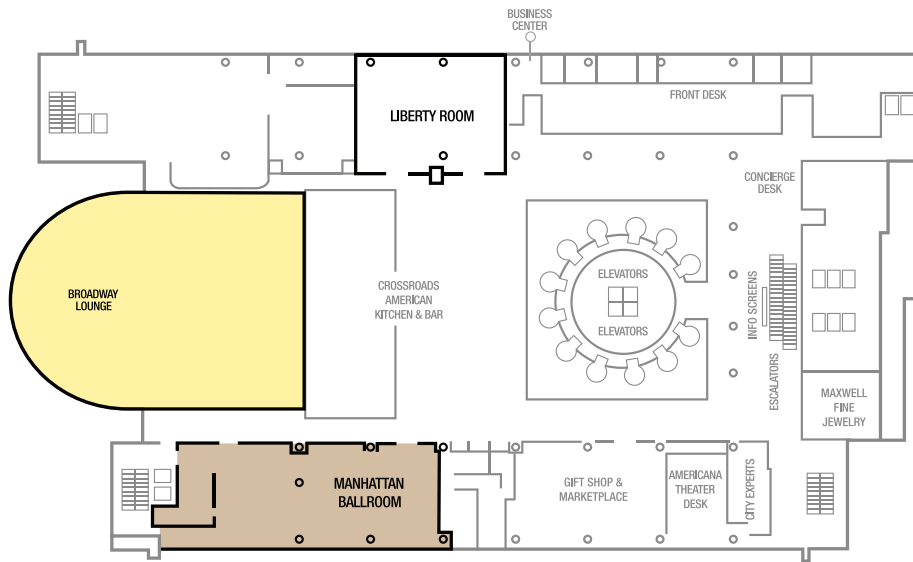 BUSINESS
CENTER
LIBERTY ROOM
FRONT DESK
CONCIERGE
DESK
BROADWAY
LOUNGE
CROSSROADS
AMERICAN
KITCHEN & BAR
ELEVATORS
ELEVATORS
INFO SCREENS
ESCALATORS
MAXWELL
FINE
JEWELRY
MANHATTAN
BALLROOM
GIFT SHOP &
MARKETPLACE
AMERICANA
THEATER
DESK
CITY EXPERTS